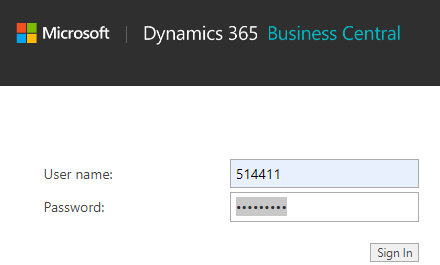 Microsoft | Dynamics 365 Business Central
User name: 514411
Password: •••••••••
Sign In